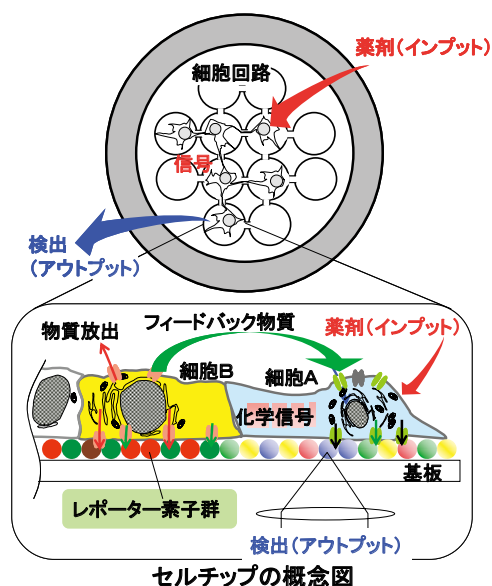 薬剤(インプット)
細胞回路
信号
検出
(アウトプット)
物質放出
フィードバック物質
薬剤(インプット)
細胞B
細胞A
化学信号
基板
レポーター素子群
検出(アウトプット)
セルチップの概念図